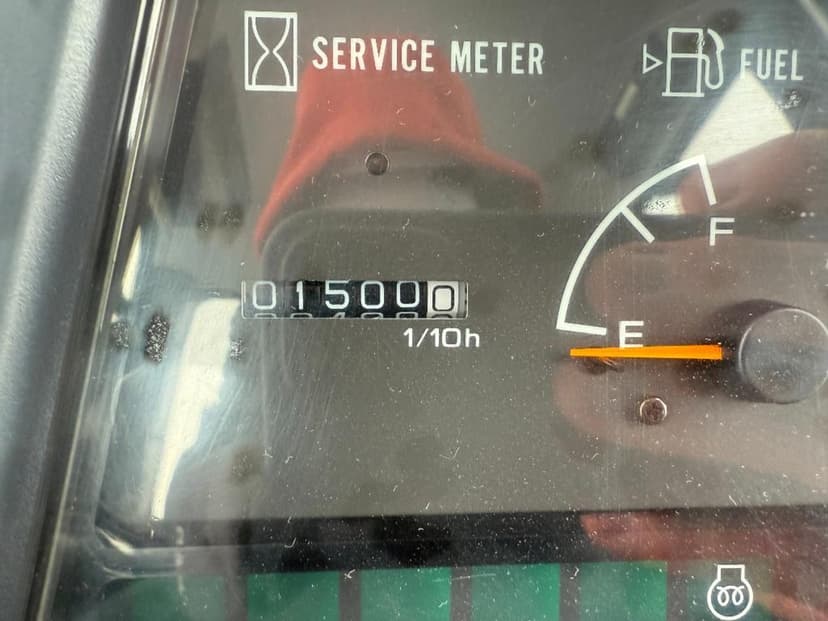 SERVICE METER
FUEL
F
015000
1/10h
E